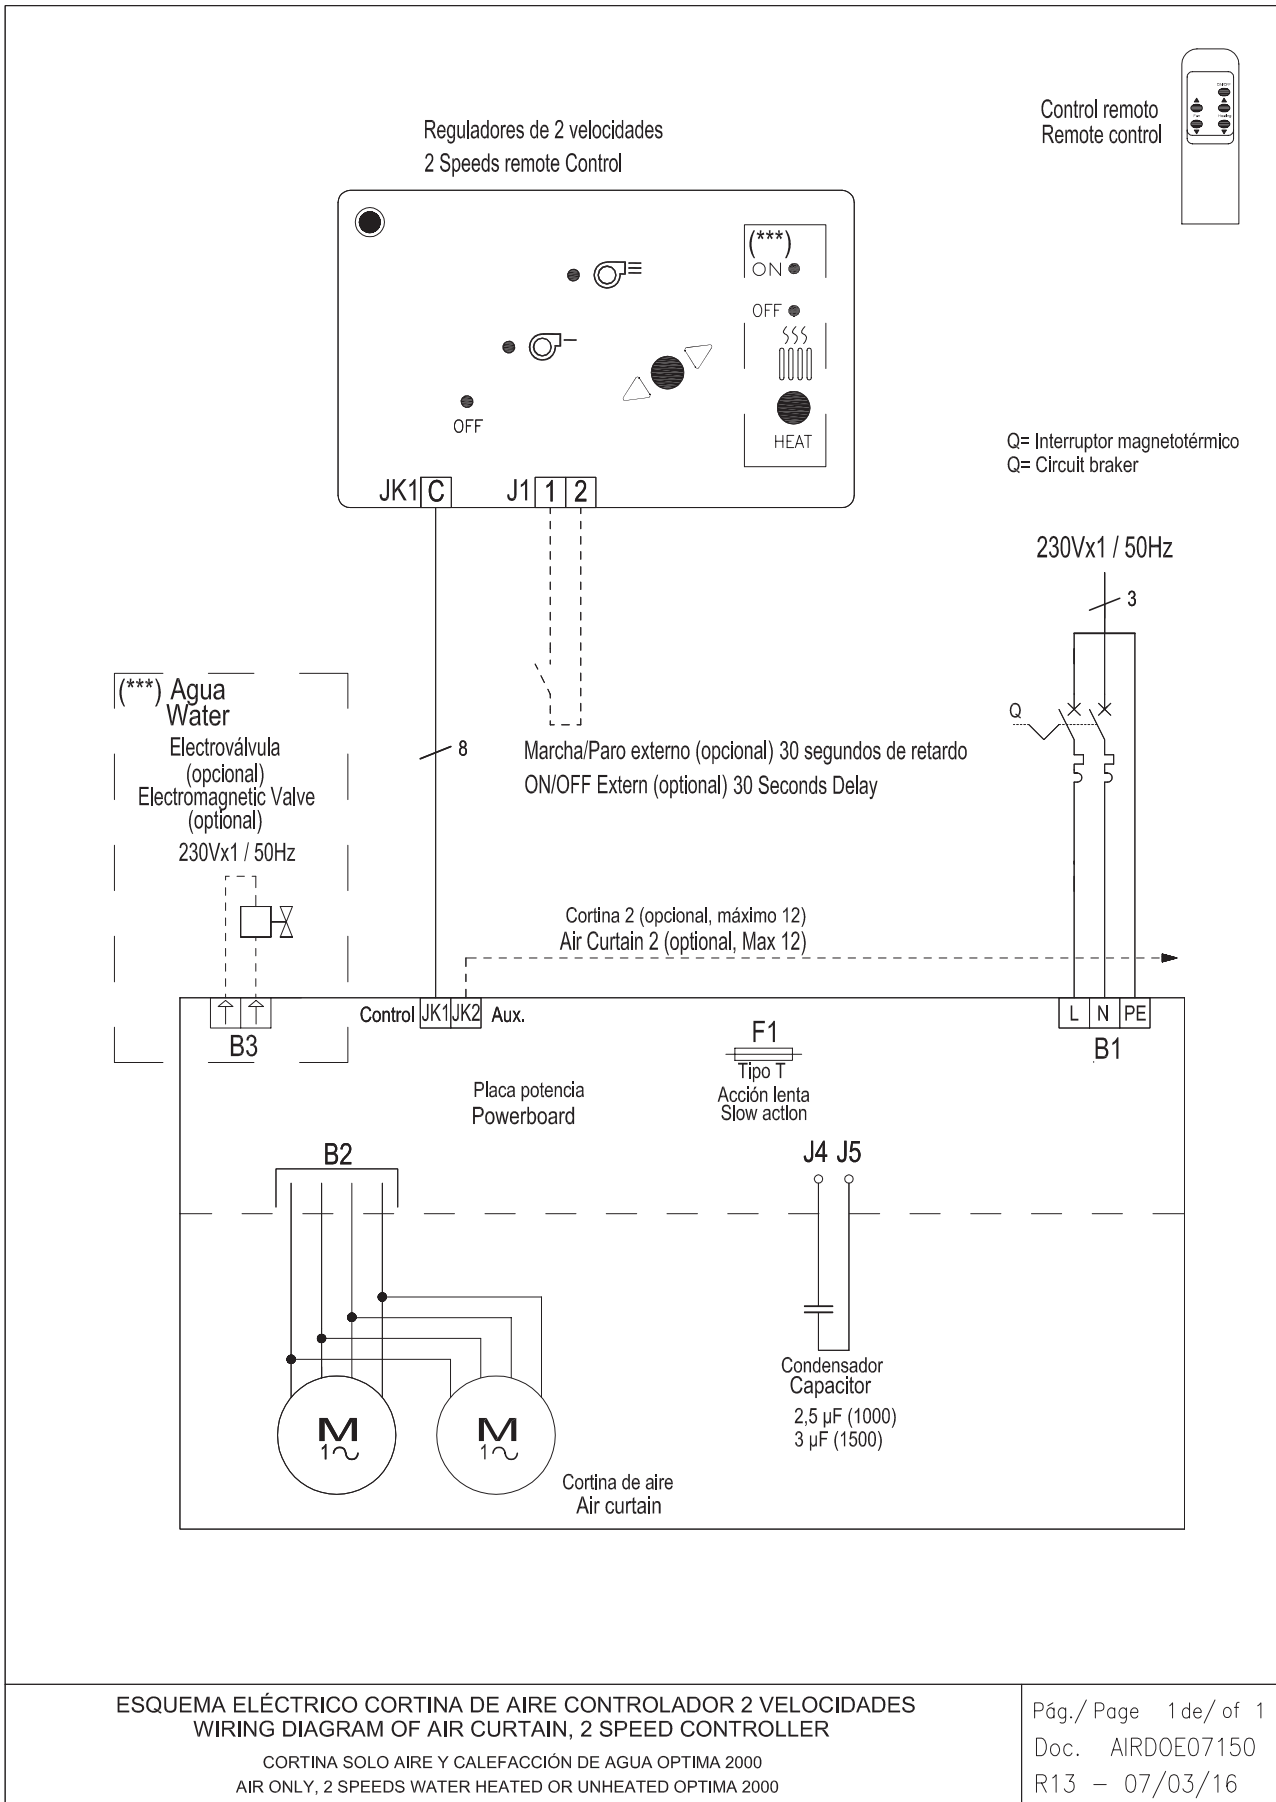 Control remoto
Remote control
ON/OFF
Fan
Heating
Reguladores de 2 velocidades
2 Speeds remote Control
(***)
ON
OFF
HEAT
OFF
JK1 C
J1 1 2
Q= Interruptor magnetotérmico
Q= Circuit braker
230Vx1 / 50Hz
3
Q
(***) Agua
Water
Electroválvula
(opcional)
Electromagnetic Valve
(optional)
230Vx1 / 50Hz
8
Marcha/Paro externo (opcional) 30 segundos de retardo
ON/OFF Extern (optional) 30 Seconds Delay
Cortina 2 (opcional, máximo 12)
Air Curtain 2 (optional, Max 12)
B3
Control JK1 JK2 Aux.
L N PE
B1
F1
Tipo T
Acción lenta
Slow actIon
Placa potencia
Powerboard
B2
J4 J5
Condensador
Capacitor
2,5 µF (1000)
3 µF (1500)
M
1~
M
1~
Cortina de aire
Air curtain
ESQUEMA ELÉCTRICO CORTINA DE AIRE CONTROLADOR 2 VELOCIDADES
WIRING DIAGRAM OF AIR CURTAIN, 2 SPEED CONTROLLER
CORTINA SOLO AIRE Y CALEFACCIÓN DE AGUA OPTIMA 2000
AIR ONLY, 2 SPEEDS WATER HEATED OR UNHEATED OPTIMA 2000
Pág./ Page 1 de/ of 1
Doc. AIRDOE07150
R13 - 07/03/16